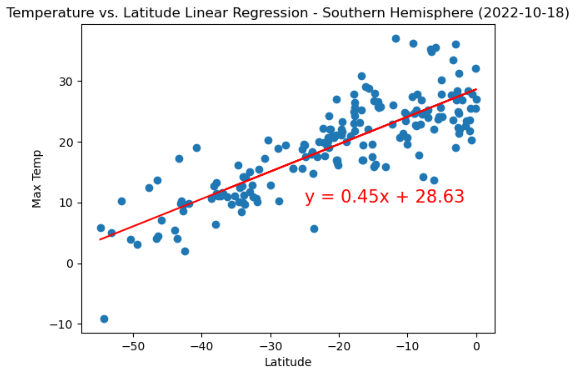 Temperature vs. Latitude Linear Regression - Southern Hemisphere (2022-10-18)
Max Temp
30
20
10
0
−10
y = 0.45x + 28.63
−50 −40 −30 −20 −10 0
Latitude